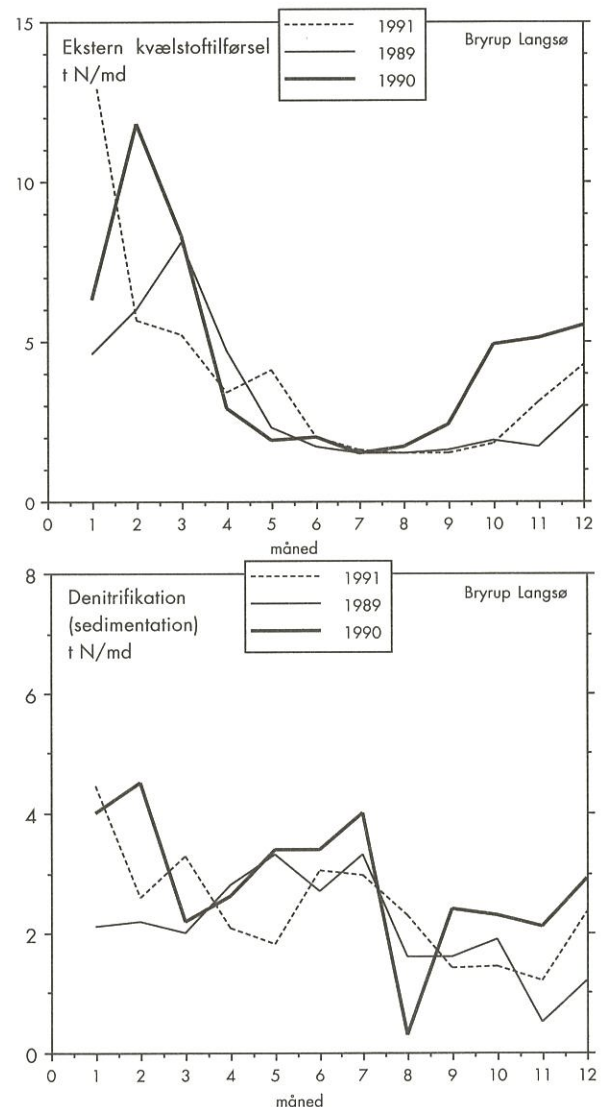 Ekstern kvælstoftilførsel
t N/md
1991
1989
1990
Bryrup Langsø
15
10
5
0
0 1 2 3 4 5 6 7 8 9 10 11 12
måned
Denitrifikation
(sedimentation)
t N/md
1991
1989
1990
Bryrup Langsø
8
6
4
2
0
0 1 2 3 4 5 6 7 8 9 10 11 12
måned